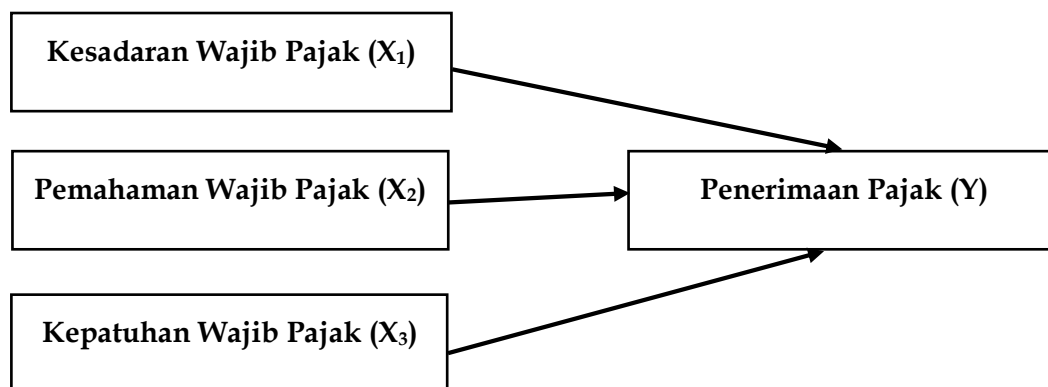 Kesadaran Wajib Pajak (X₁)
Pemahaman Wajib Pajak (X₂)
Penerimaan Pajak (Y)
Kepatuhan Wajib Pajak (X₃)